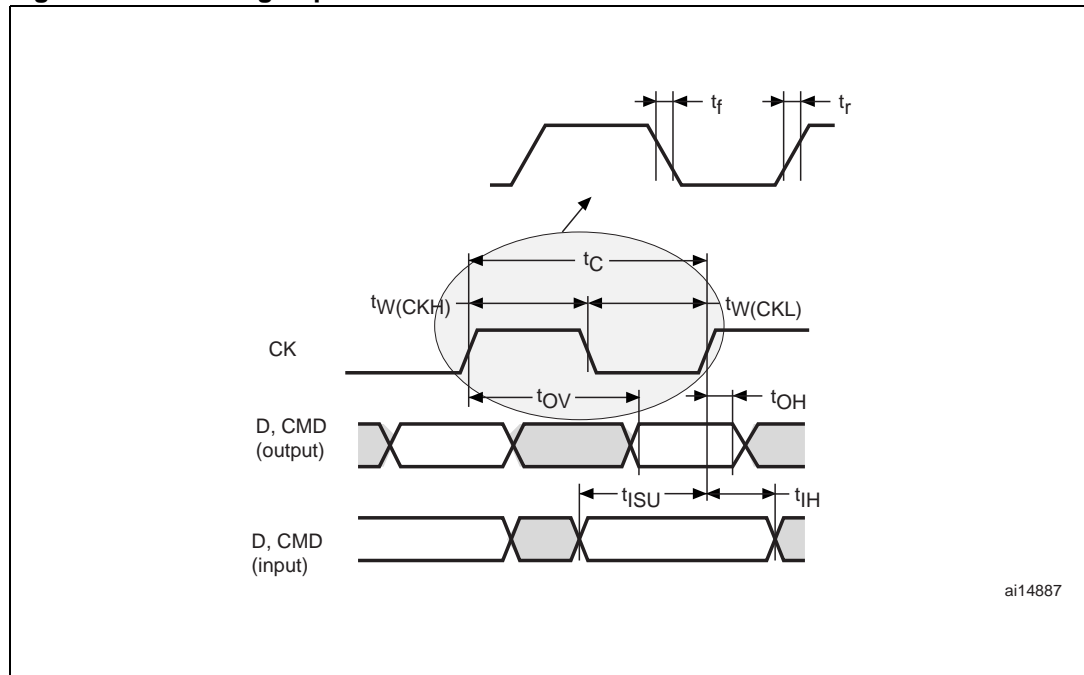 tf
tr
tC
tW(CKH)
tW(CKL)
CK
tOV
tOH
D, CMD
(output)
tISU
tIH
D, CMD
(input)
ai14887